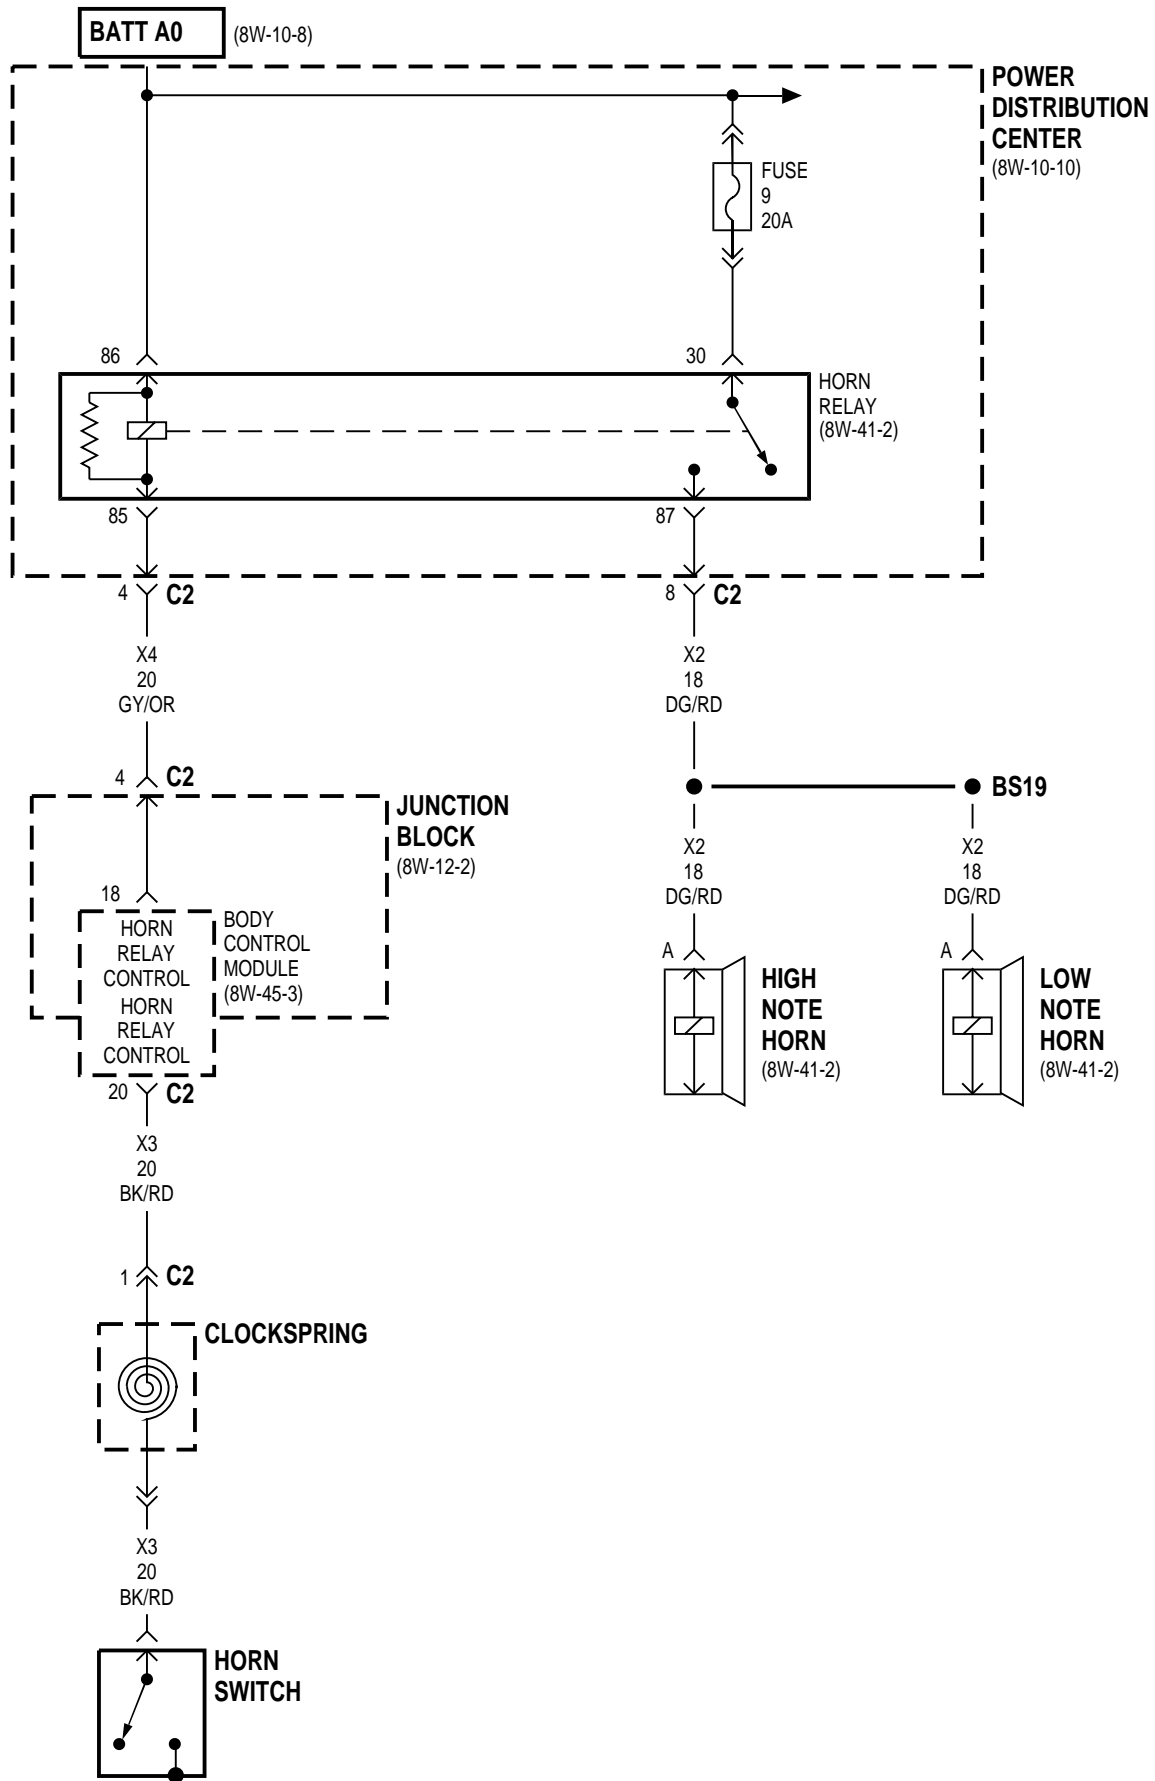 BATT A0 (8W-10-8)
POWER
DISTRIBUTION
CENTER
(8W-10-10)
FUSE
9
20A
86
30
HORN
RELAY
(8W-41-2)
85
87
4 C2
8 C2
X4
20
GY/OR
X2
18
DG/RD
4 C2
JUNCTION
BLOCK
(8W-12-2)
BS19
X2
18
DG/RD
X2
18
DG/RD
18
HORN
RELAY
CONTROL
HORN
RELAY
CONTROL
BODY
CONTROL
MODULE
(8W-45-3)
A
HIGH
NOTE
HORN
(8W-41-2)
A
LOW
NOTE
HORN
(8W-41-2)
20 C2
X3
20
BK/RD
1 C2
CLOCKSPRING
X3
20
BK/RD
HORN
SWITCH